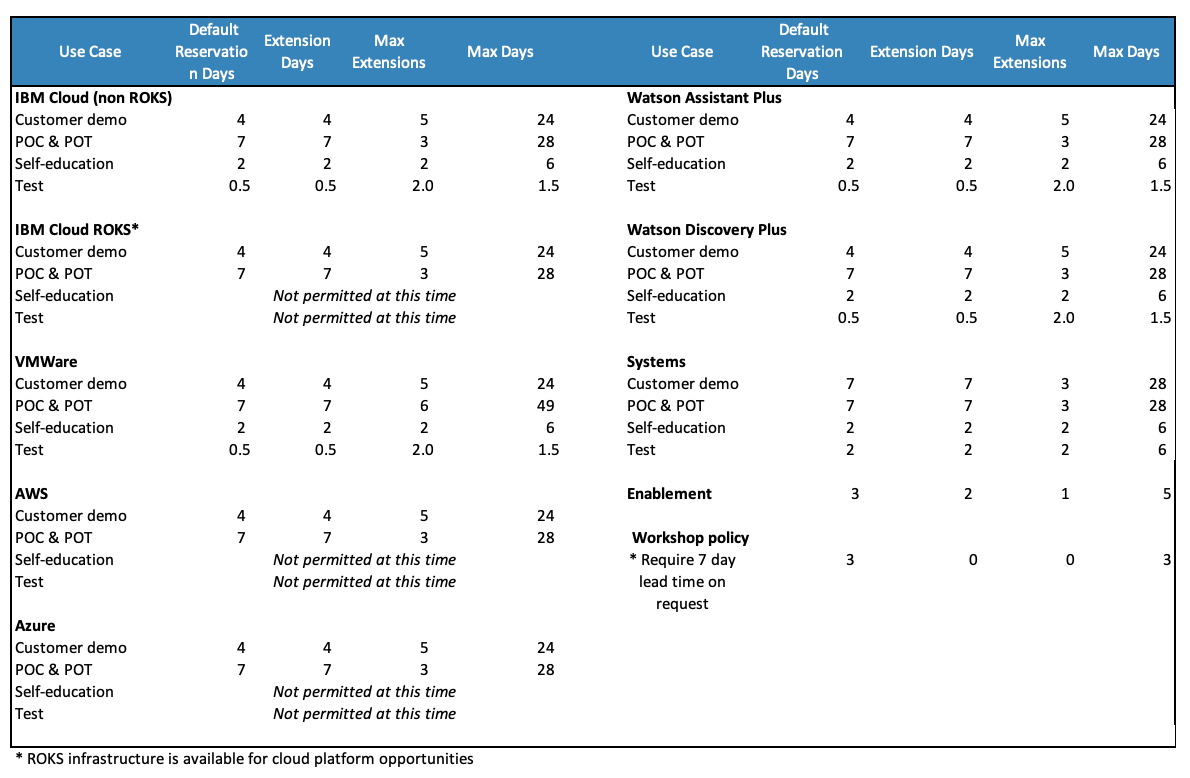 Use Case Default Reservatio n Days Extension Days Max Extensions Max Days
IBM Cloud (non ROKS)
Customer demo 4 4 5 24
POC & POT 7 7 3 28
Self-education 2 2 2 6
Test 0.5 0.5 2.0 1.5
IBM Cloud ROKS*
Customer demo 4 4 5 24
POC & POT 7 7 3 28
Self-education Not permitted at this time
Test Not permitted at this time
VMWare
Customer demo 4 4 5 24
POC & POT 7 7 6 49
Self-education 2 2 2 6
Test 0.5 0.5 2.0 1.5
AWS
Customer demo 4 4 5 24
POC & POT 7 7 3 28
Self-education Not permitted at this time
Test Not permitted at this time
Azure
Customer demo 4 4 5 24
POC & POT 7 7 3 28
Self-education Not permitted at this time
Test Not permitted at this time
Use Case Default Reservation Days Extension Days Max Extensions Max Days
Watson Assistant Plus
Customer demo 4 4 5 24
POC & POT 7 7 3 28
Self-education 2 2 2 6
Test 0.5 0.5 2.0 1.5
Watson Discovery Plus
Customer demo 4 4 5 24
POC & POT 7 7 3 28
Self-education 2 2 2 6
Test 0.5 0.5 2.0 1.5
Systems
Customer demo 7 7 3 28
POC & POT 7 7 3 28
Self-education 2 2 2 6
Test 2 2 2 6
Enablement 3 2 1 5
Workshop policy
* Require 7 day 3 0 0 3
lead time on
request
* ROKS infrastructure is available for cloud platform opportunities